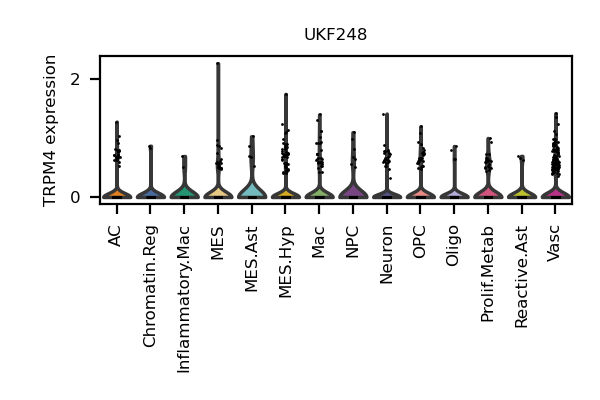 UKF248
TRPM4 expression
2
0
AC
Chromatin.Reg
Inflammatory.Mac
MES
MES.Ast
MES.Hyp
Mac
NPC
Neuron
OPC
Oligo
Prolif.Metab
Reactive.Ast
Vasc